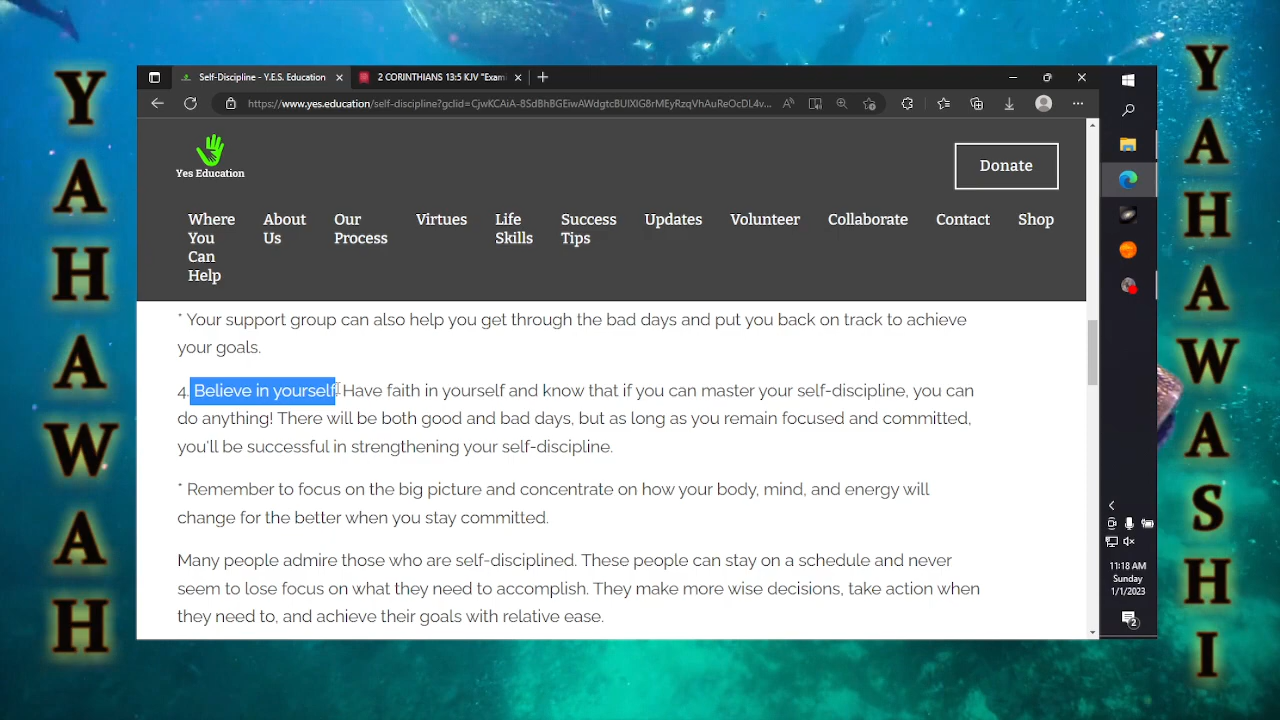 YAHAWAH
Self-Discipline - Y.E.S. Education
2 CORINTHIANS 13:5 KJV "Exam
https://www.yes.education/self-discipline?gclid=CjwKCAiA-8SdBhBGEiwAWdgtcBUIXlG8rMEyRzqVhAuReOcDL4v...
Yes Education
Donate
Where You Can Help
About Us
Our Process
Virtues
Life Skills
Success Tips
Updates
Volunteer
Collaborate
Contact
Shop
* Your support group can also help you get through the bad days and put you back on track to achieve
your goals.
4. Believe in yourself. Have faith in yourself and know that if you can master your self-discipline, you can
do anything! There will be both good and bad days, but as long as you remain focused and committed,
you'll be successful in strengthening your self-discipline.
* Remember to focus on the big picture and concentrate on how your body, mind, and energy will
change for the better when you stay committed.
Many people admire those who are self-disciplined. These people can stay on a schedule and never
seem to lose focus on what they need to accomplish. They make more wise decisions, take action when
they need to, and achieve their goals with relative ease.
11:18 AM
Sunday
1/1/2023
2
YAHAWASHI